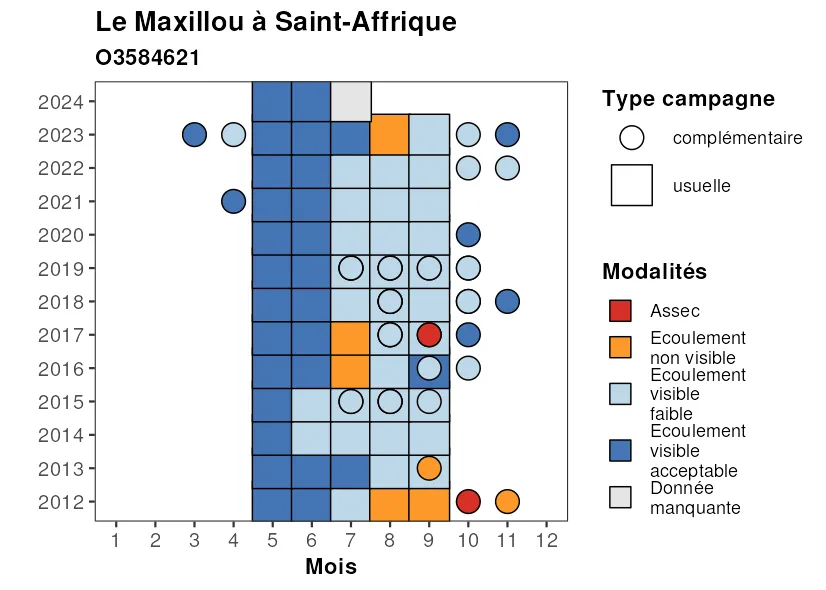 Le Maxillou à Saint-Affrique
O3584621
2024
2023
2022
2021
2020
2019
2018
2017
2016
2015
2014
2013
2012
1 2 3 4 5 6 7 8 9 10 11 12
Mois
Type campagne
complémentaire
usuelle
Modalités
Assec
Ecoulement
non visible
Ecoulement
visible
faible
Ecoulement
visible
acceptable
Donnée
manquante